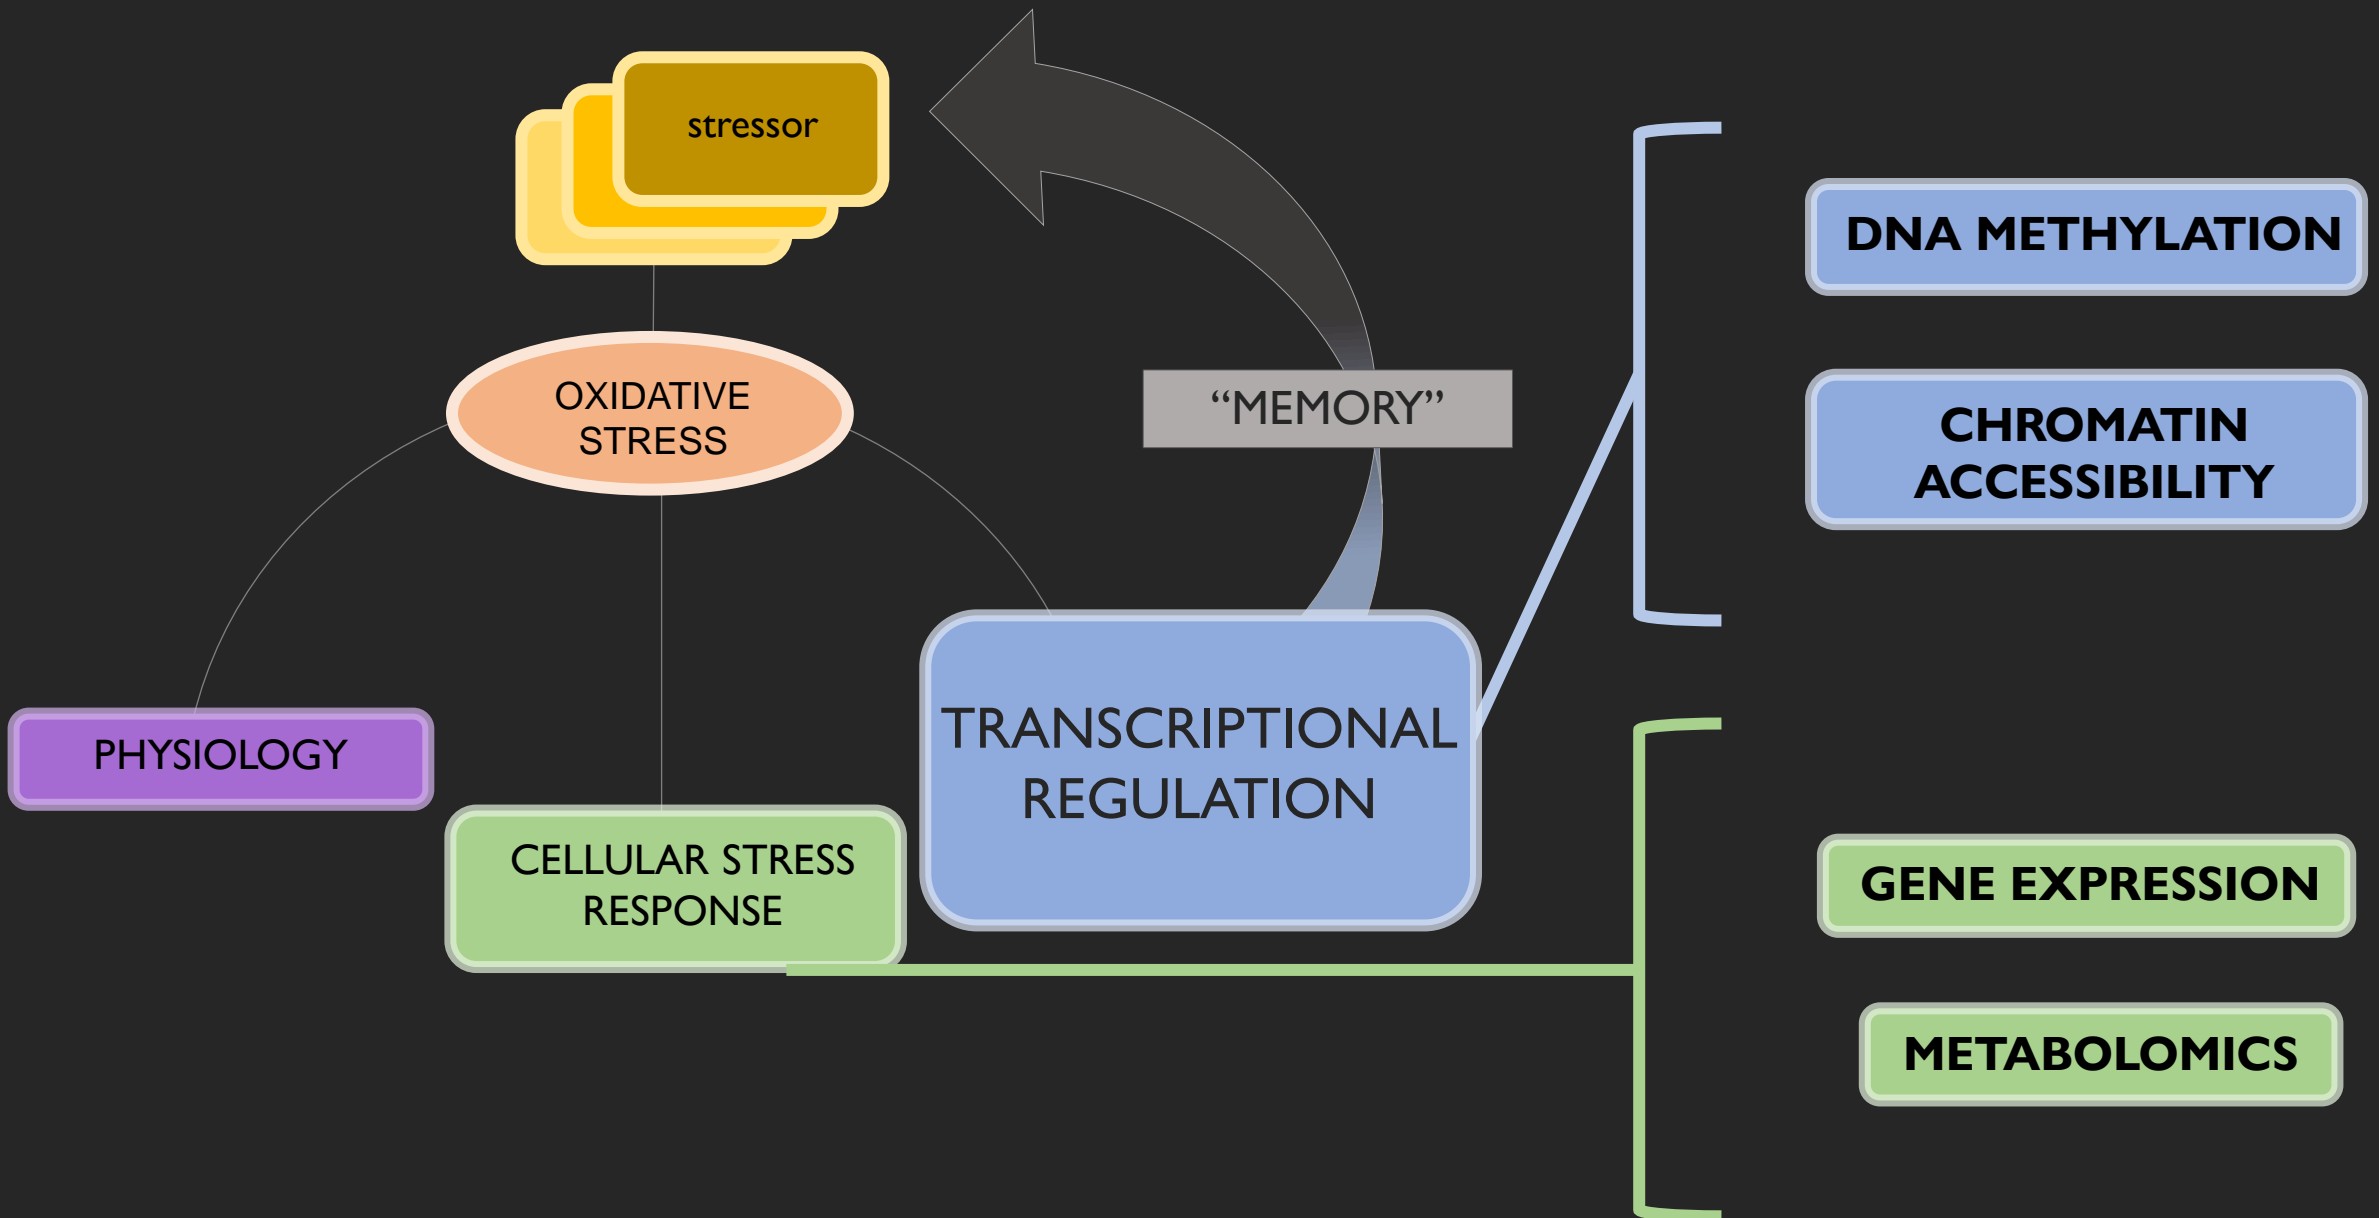 stressor
DNA METHYLATION
OXIDATIVE
STRESS
“MEMORY”
CHROMATIN
ACCESSIBILITY
PHYSIOLOGY
CELLULAR STRESS
RESPONSE
TRANSCRIPTIONAL
REGULATION
GENE EXPRESSION
METABOLOMICS